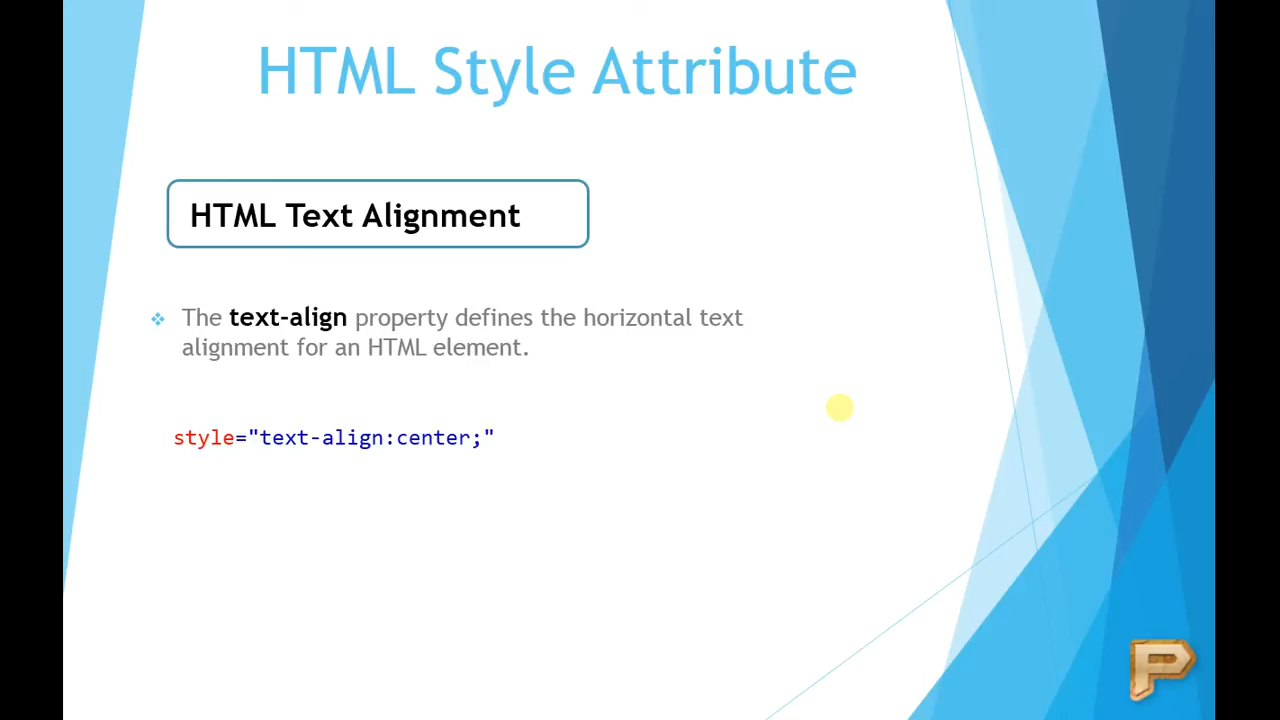 HTML Style Attribute
HTML Text Alignment
The text-align property defines the horizontal text
alignment for an HTML element.
style="text-align:center;"
P